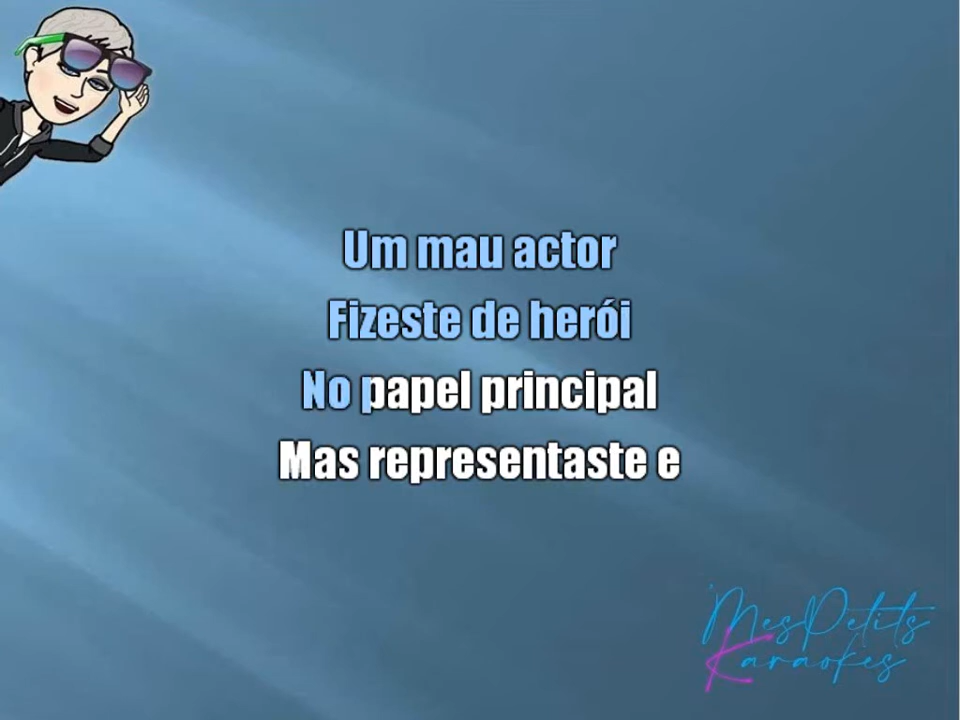 Um mau actor
Fizeste de herói
No papel principal
Mas representaste e
MesPetits
Karaokes